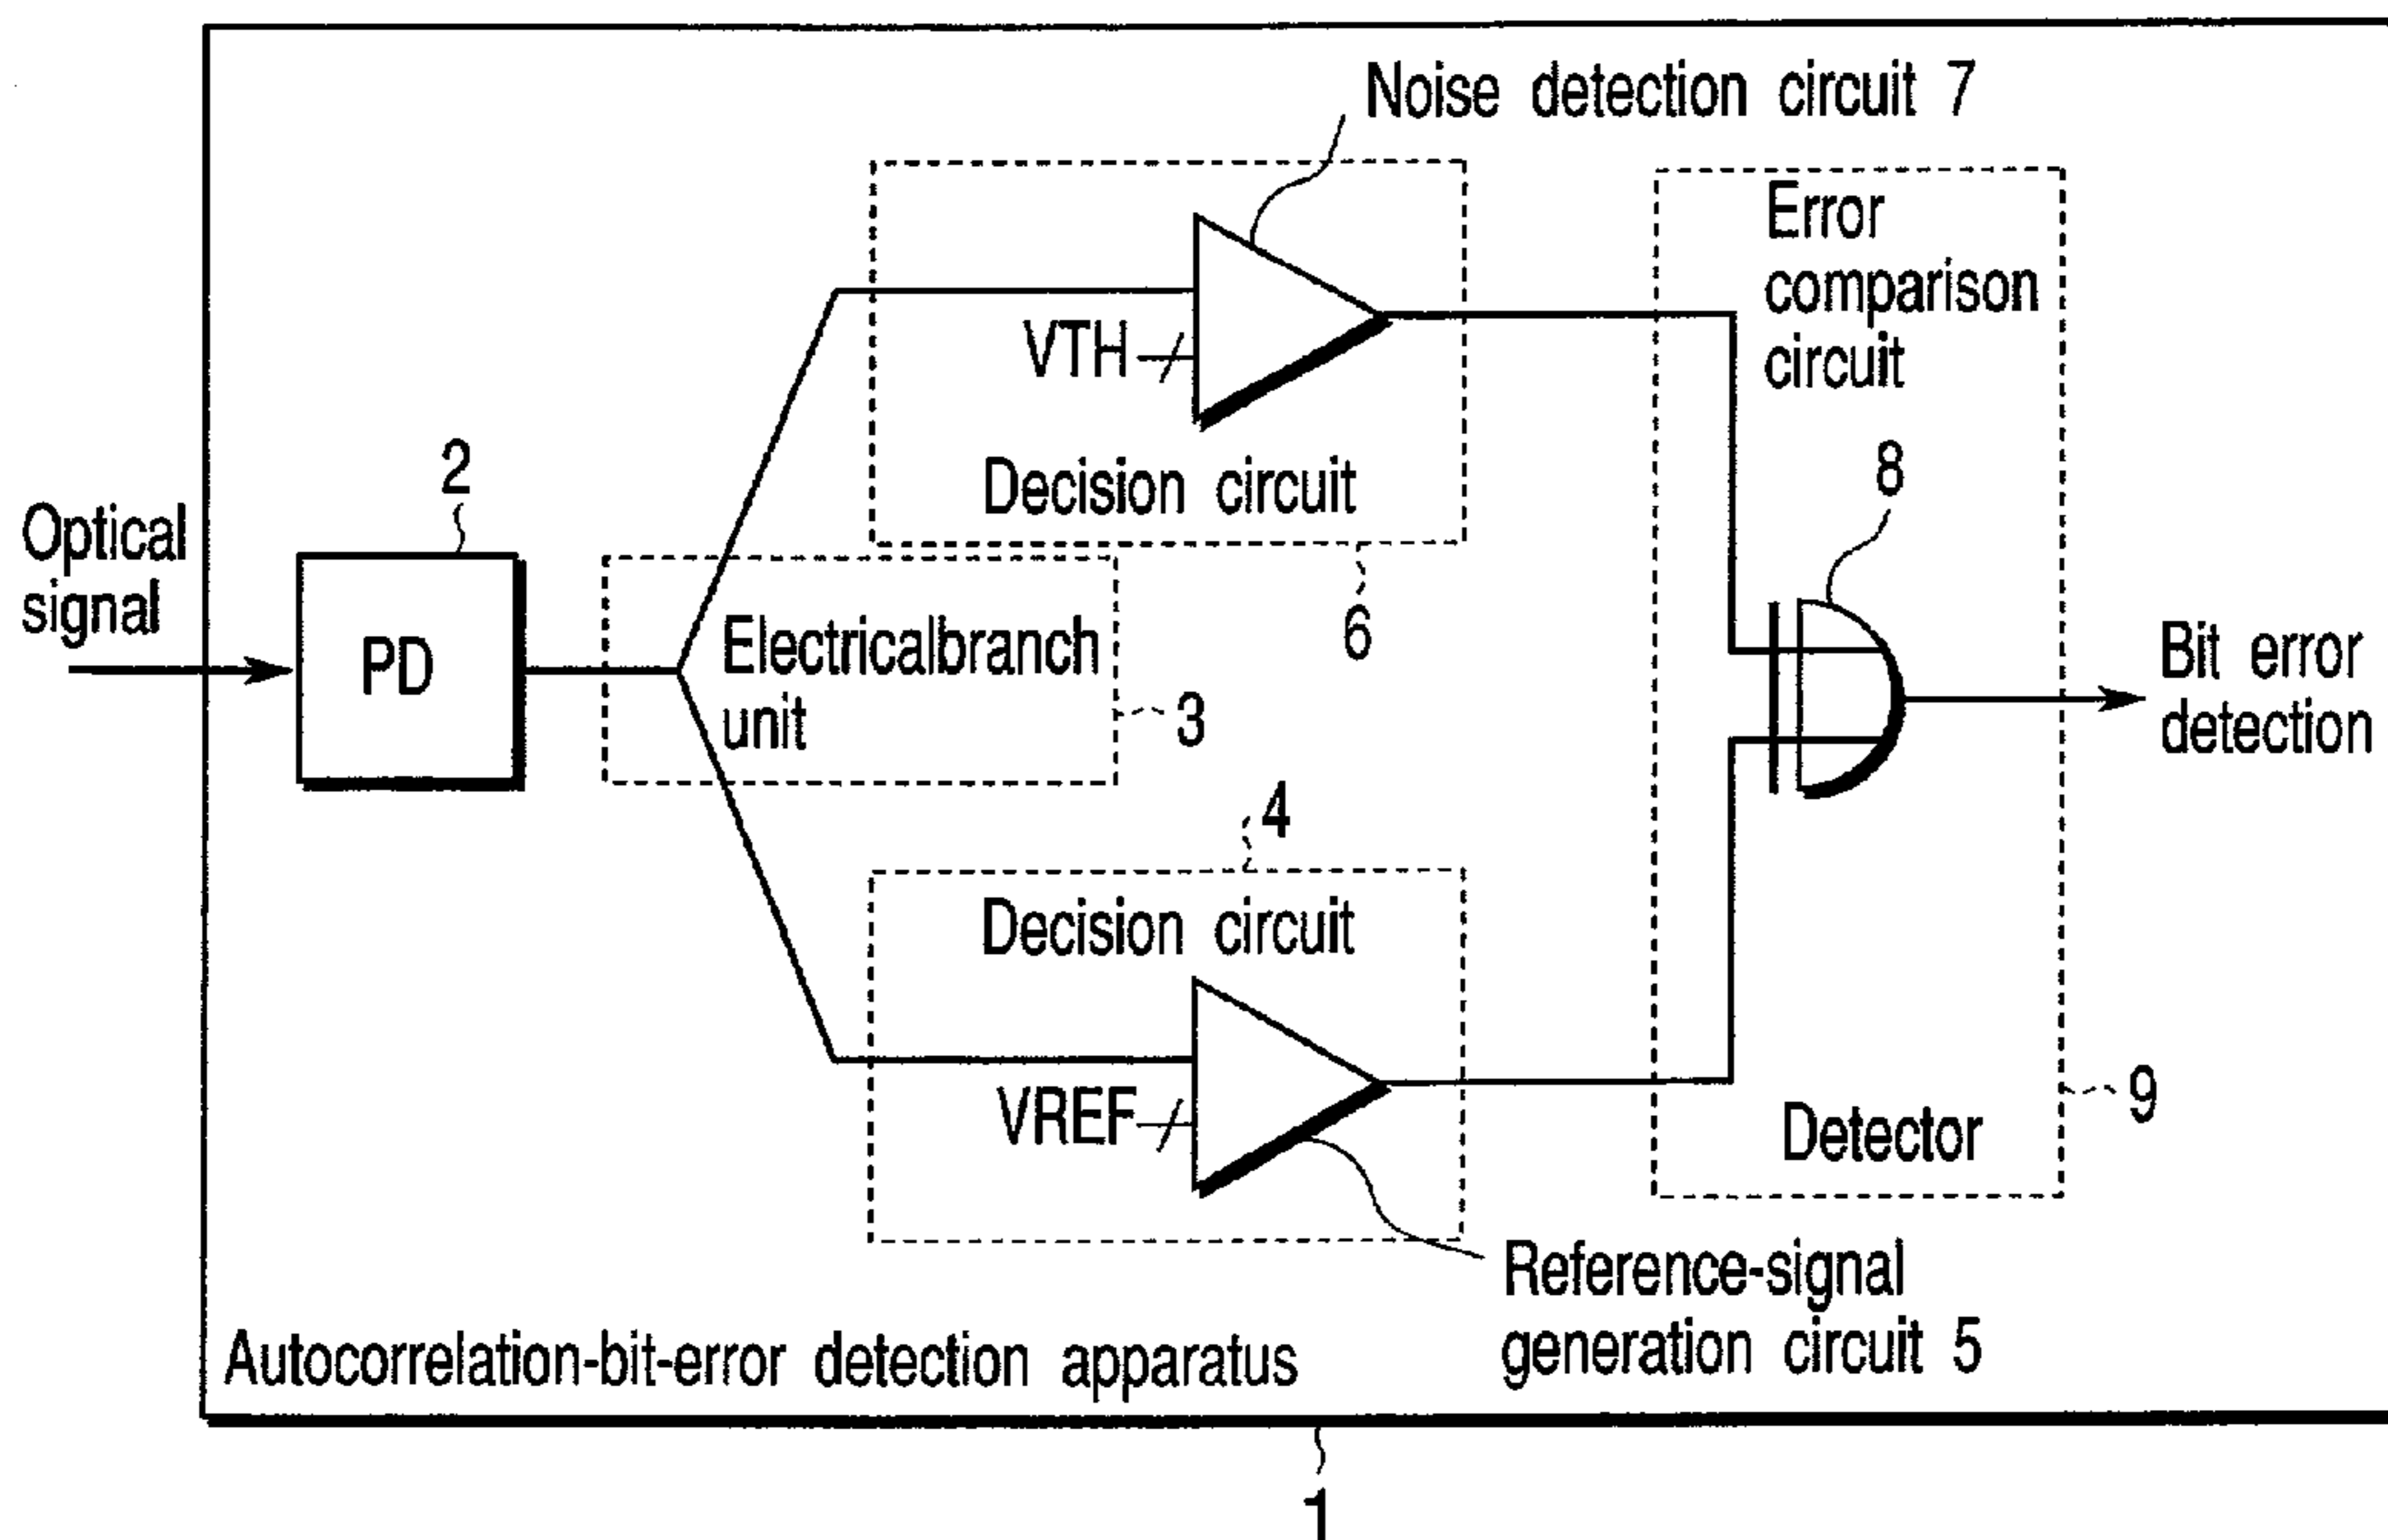 Noise detection circuit 7
Error
comparison
circuit
VTH
2
Decision circuit
8
Optical
signal
6
PD
Electricalbranch
unit
3
Bit error
detection
4
Decision circuit
VREF
9
Detector
Reference-signal
generation circuit 5
Autocorrelation-bit-error detection apparatus
1